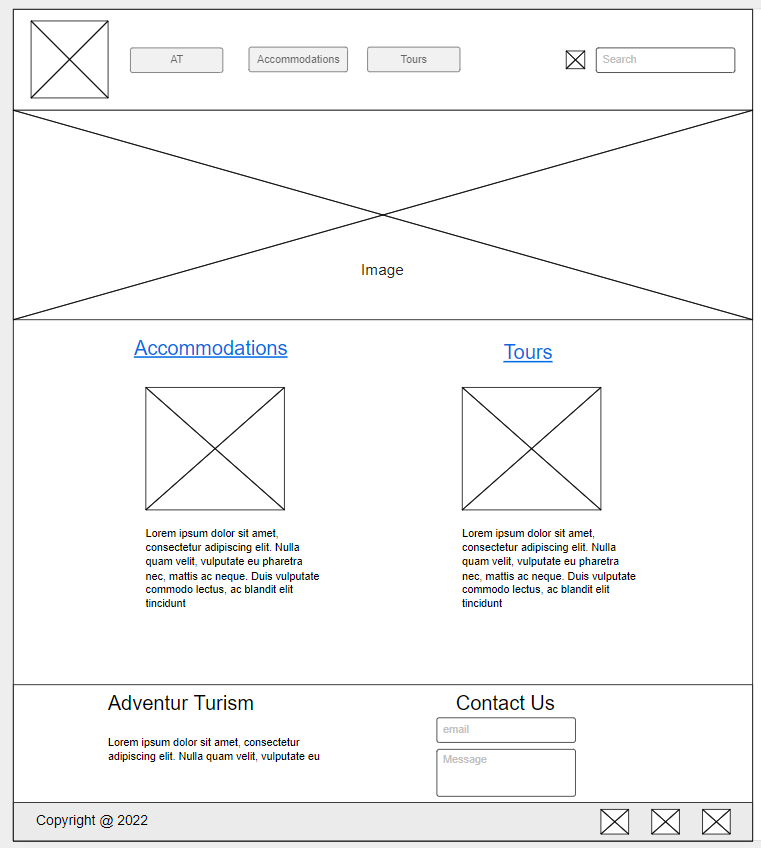 AT
Accommodations
Tours
Search
Image
Accommodations
Tours
Lorem ipsum dolor sit amet,
consectetur adipiscing elit. Nulla
quam velit, vulputate eu pharetra
nec, mattis ac neque. Duis vulputate
commodo lectus, ac blandit elit
tincidunt
Lorem ipsum dolor sit amet,
consectetur adipiscing elit. Nulla
quam velit, vulputate eu pharetra
nec, mattis ac neque. Duis vulputate
commodo lectus, ac blandit elit
tincidunt
Adventur Turism
Lorem ipsum dolor sit amet, consectetur
adipiscing elit. Nulla quam velit, vulputate eu
Contact Us
email
Message
Copyright @ 2022